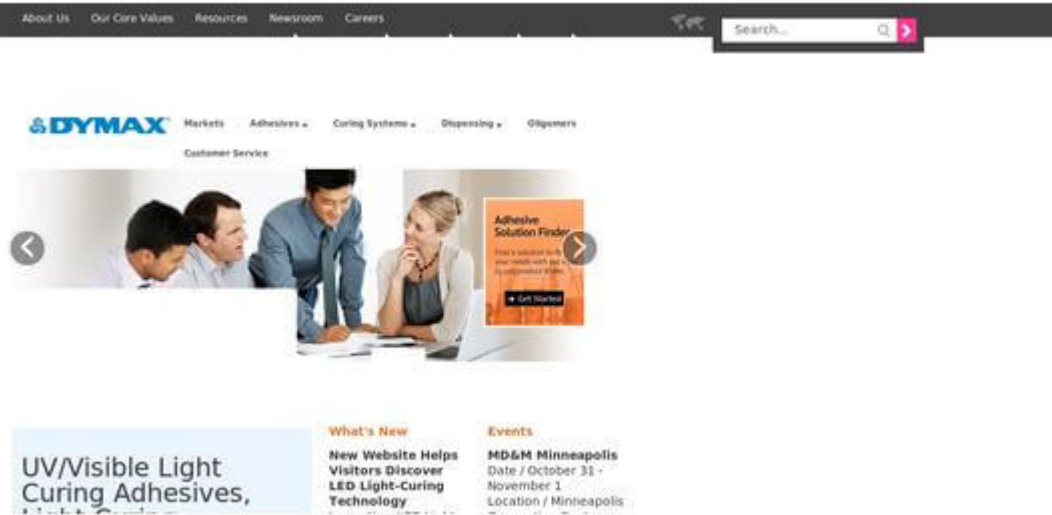 About Us Our Core Values Resources Newsroom Careers
Search...
DYMAX Markets Adhesives Curing Systems Dispensing Oligomers
Customer Service
Adhesive
Solution Finder
Get Started
What's New Events
UV/Visible Light
Curing Adhesives,
New Website Helps
Visitors Discover
LED Light-Curing
Technology
MD&M Minneapolis
Date / October 31 -
November 1
Location / Minneapolis